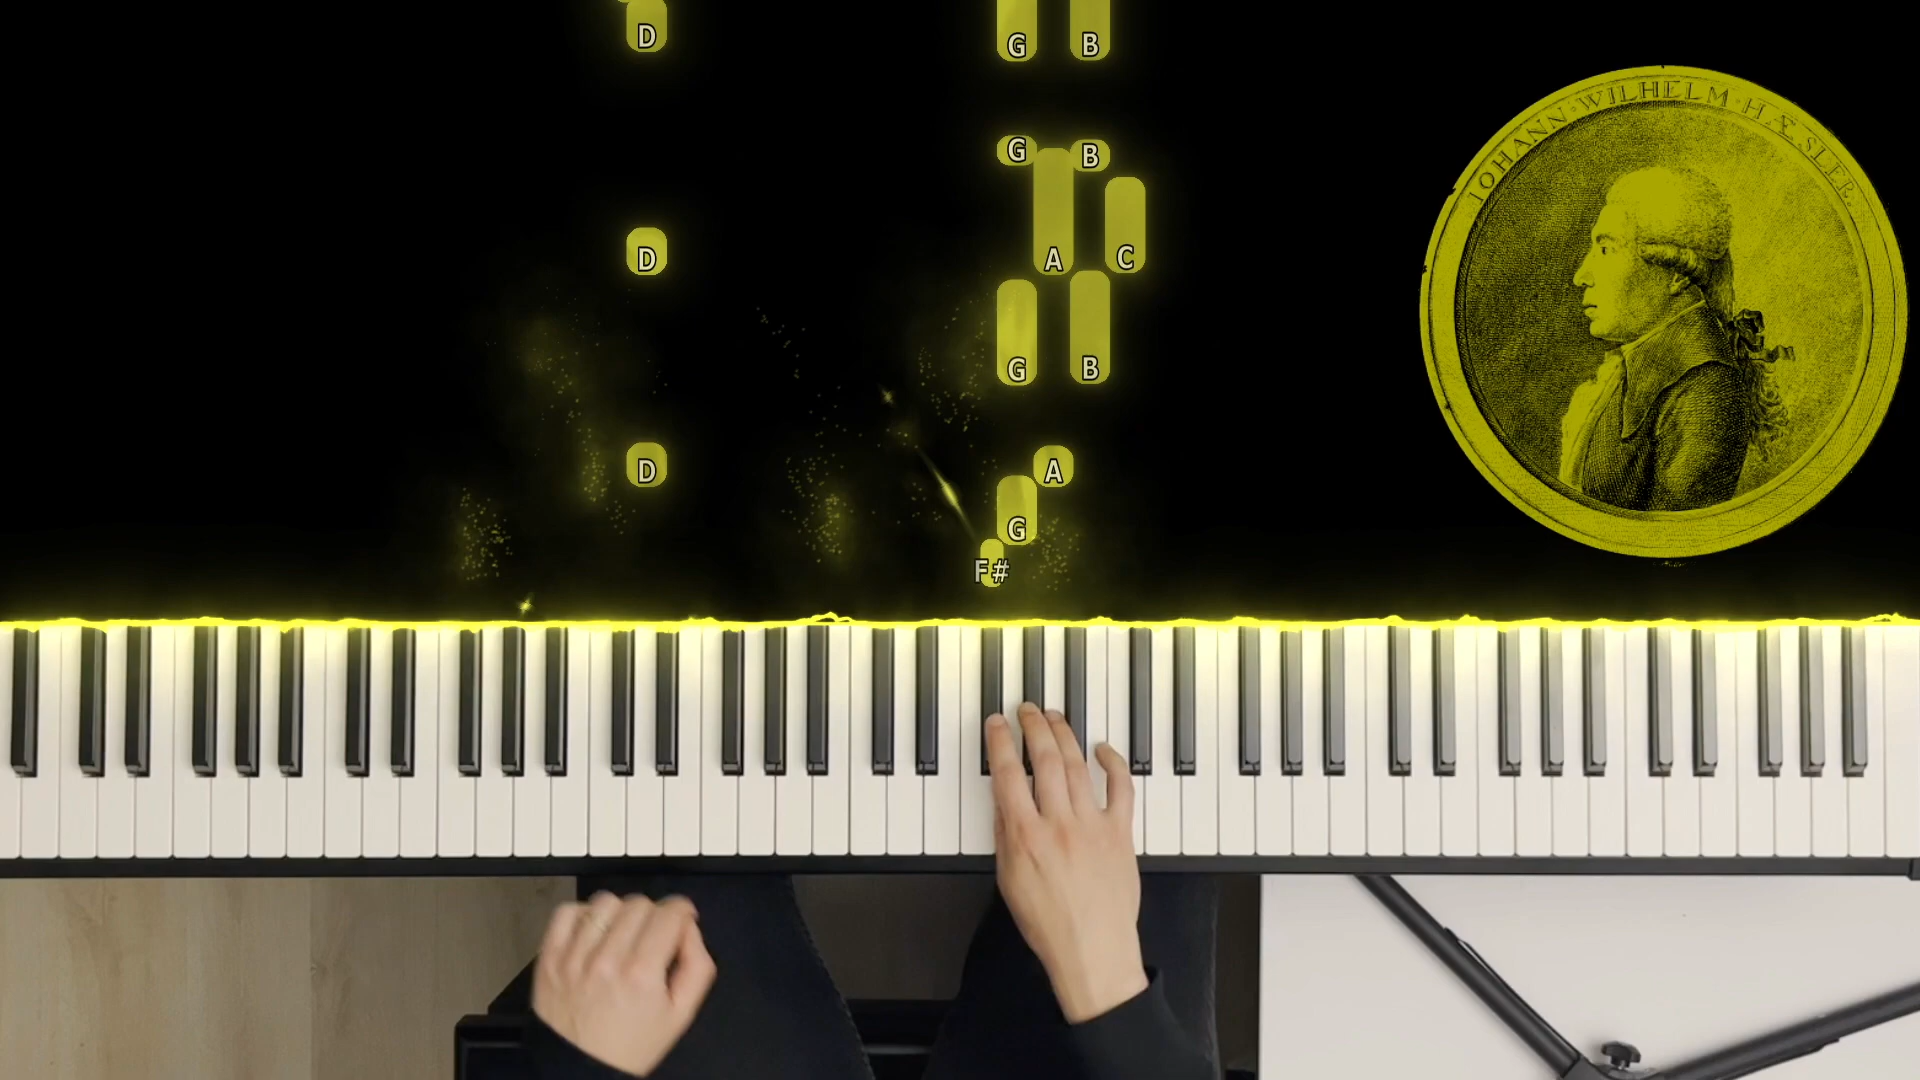 D
G B
IOHANN · WILHELM · HÆSLER
G B
D
A C
G B
D
A
G
F#